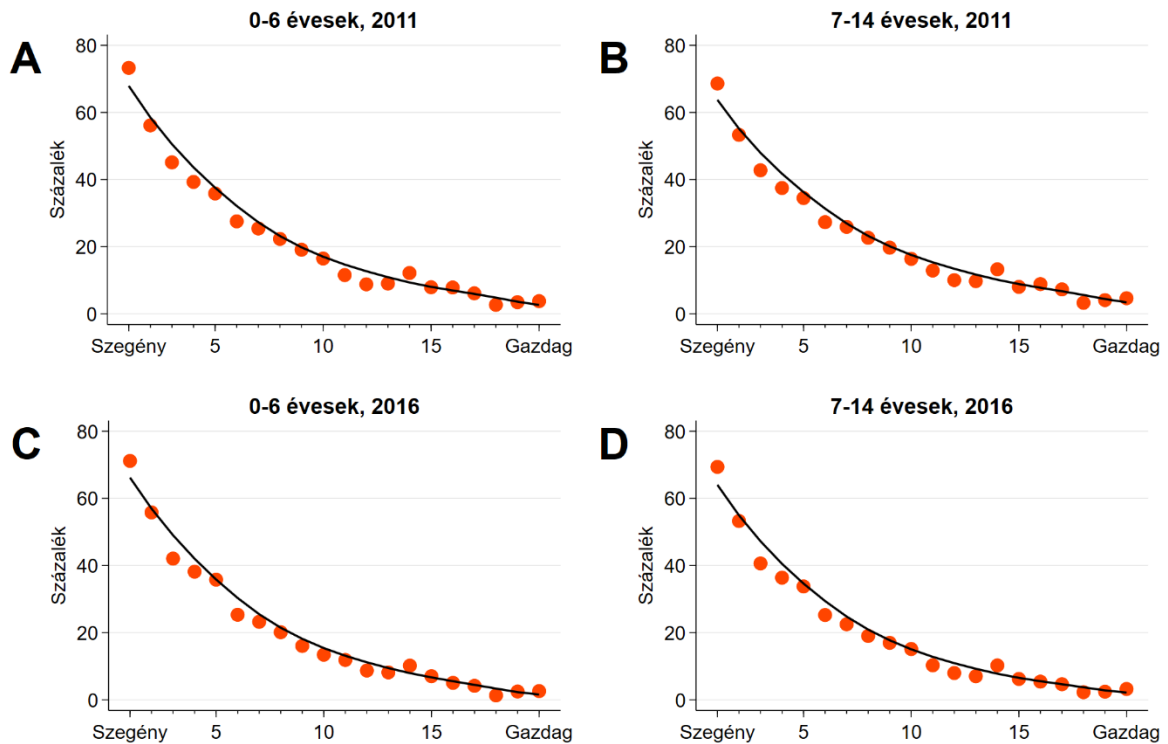 A
0-6 évesek, 2011
Százalék
80
60
40
20
0
Szegény 5 10 15 Gazdag
B
7-14 évesek, 2011
Százalék
80
60
40
20
0
Szegény 5 10 15 Gazdag
C
0-6 évesek, 2016
Százalék
80
60
40
20
0
Szegény 5 10 15 Gazdag
D
7-14 évesek, 2016
Százalék
80
60
40
20
0
Szegény 5 10 15 Gazdag